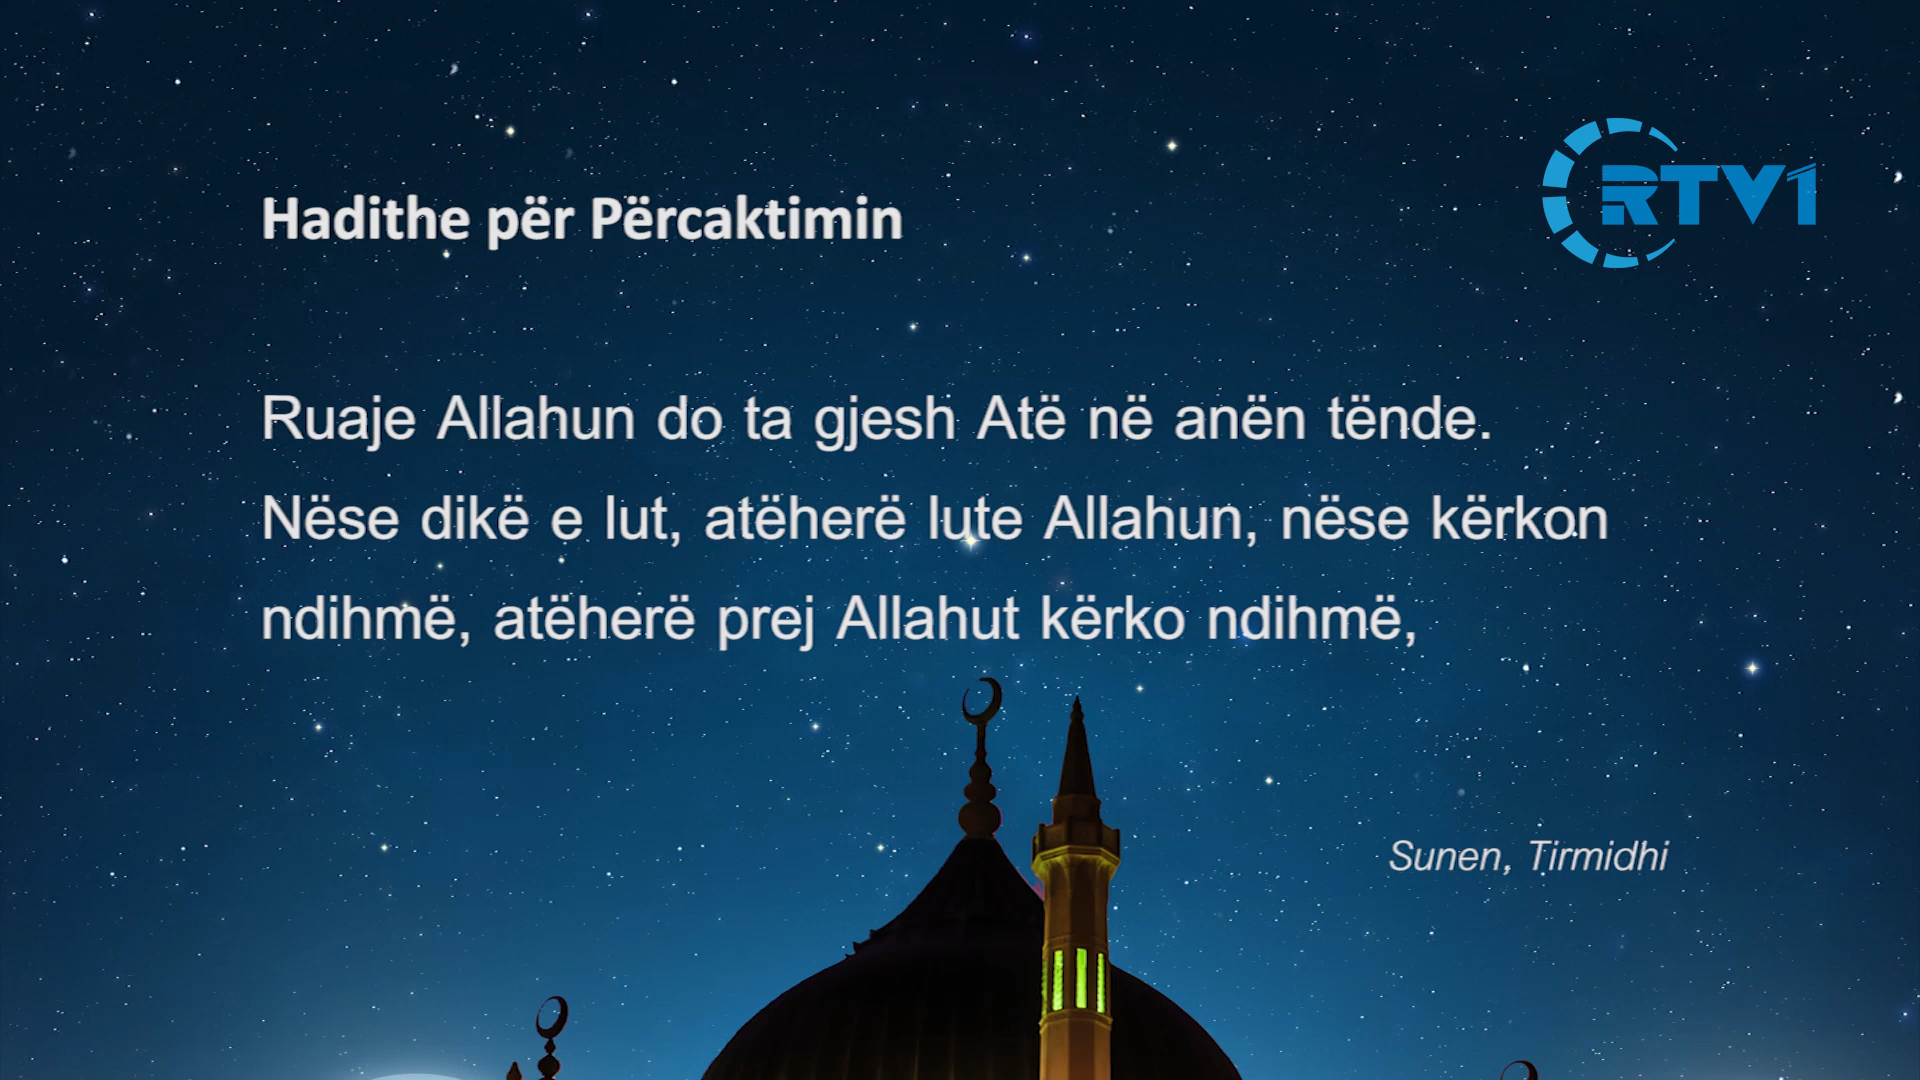 RTV1
Hadithe për Përcaktimin
Ruaje Allahun do ta gjesh Atë në anën tënde.
Nëse dikë e lut, atëherë lute Allahun, nëse kërkon
ndihmë, atëherë prej Allahut kërko ndihmë,
Sunen, Tirmidhi